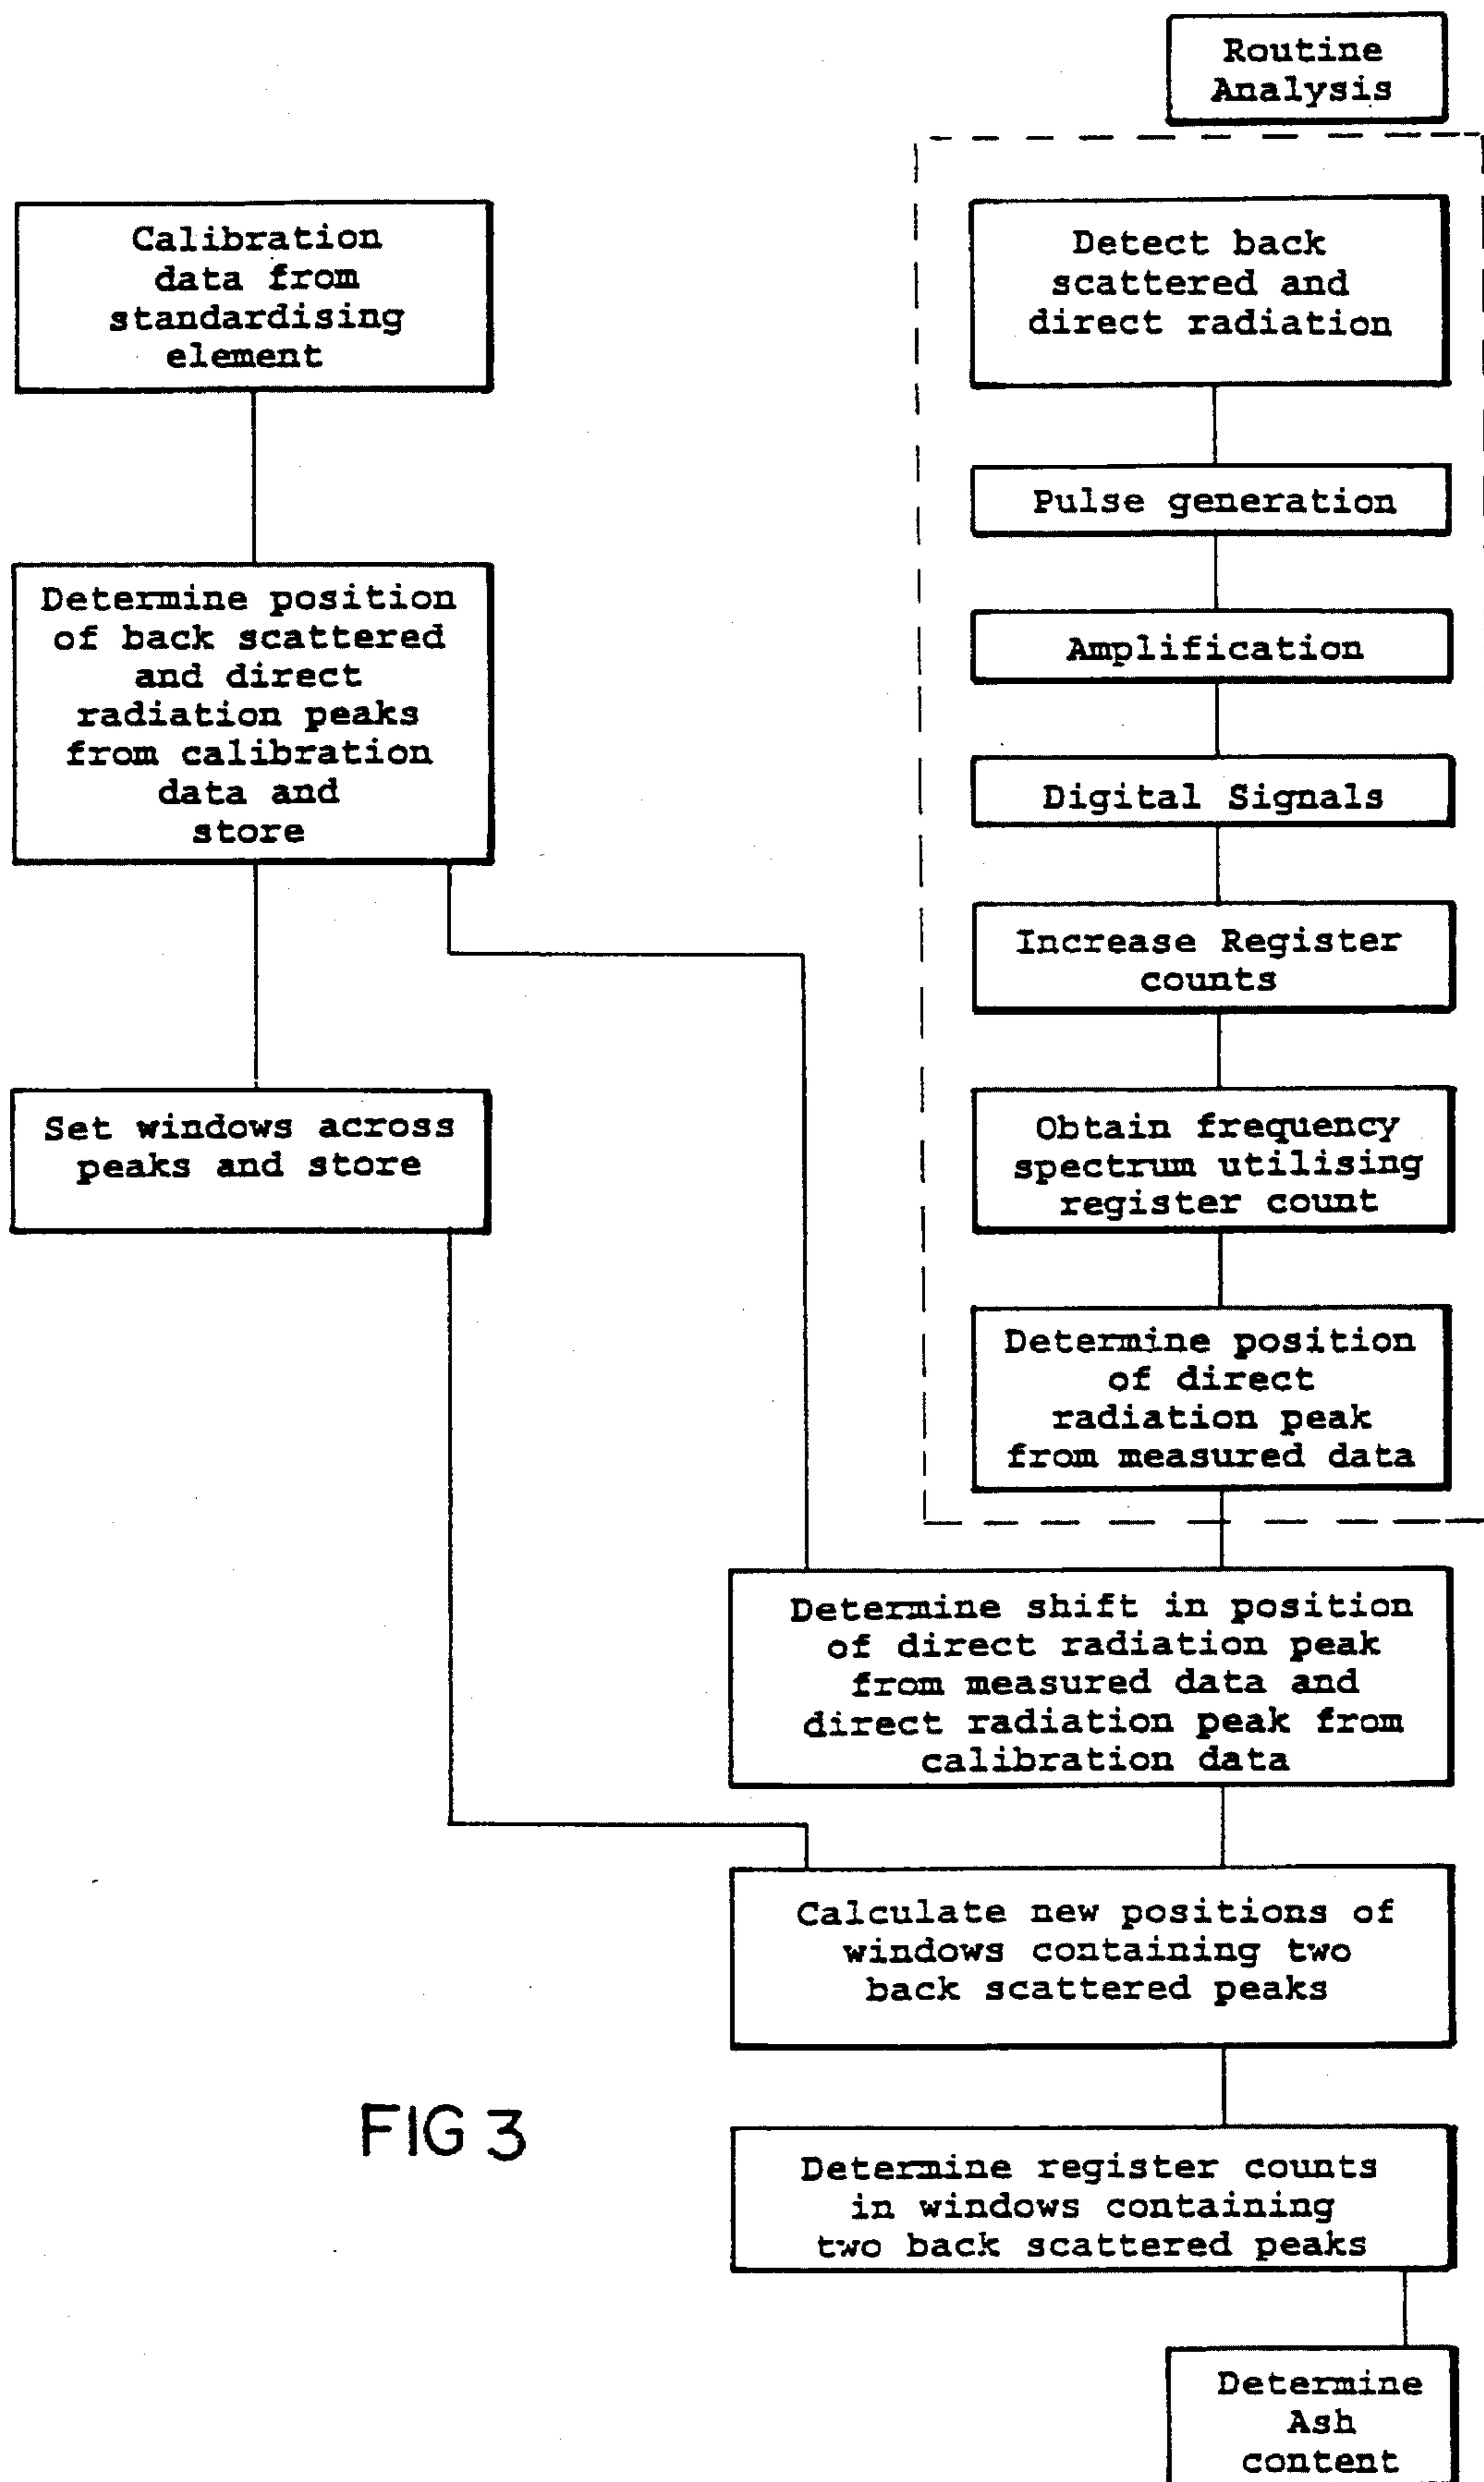 Routine
Analysis
Calibration
data from
standardising
element
Determine position
of back scattered
and direct
radiation peaks
from calibration
data and
store
Set windows across
peaks and store
Detect back
scattered and
direct radiation
Pulse generation
Amplification
Digital Signals
Increase Register
counts
Obtain frequency
spectrum utilising
register count
Determine position
of direct
radiation peak
from measured data
Determine shift in position
of direct radiation peak
from measured data and
direct radiation peak from
calibration data
Calculate new positions of
windows containing two
back scattered peaks
Determine register counts
in windows containing
two back scattered peaks
Determine
Ash
content
FIG 3